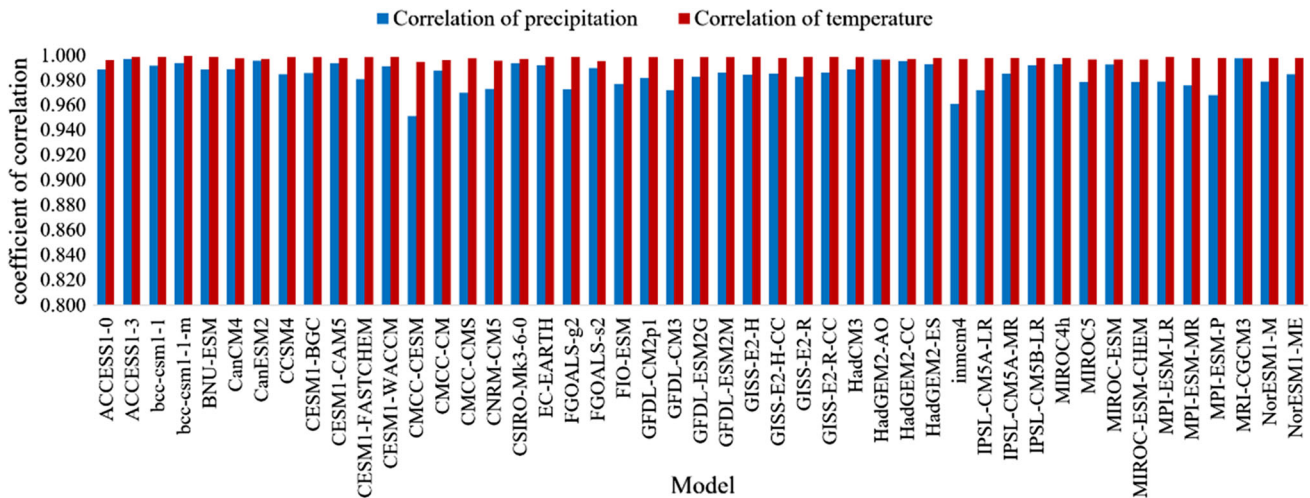 Correlation of precipitation
Correlation of temperature
coefficient of correlation
1.000
0.980
0.960
0.940
0.920
0.900
0.880
0.860
0.840
0.820
0.800
ACCESS1-0
ACCESS1-3
bcc-csm1-1
bcc-csm1-1-m
BNU-ESM
CanCM4
CanESM2
CCSM4
CESM1-BGC
CESM1-CAM5
CESM1-FASTCHEM
CESM1-WACCM
CMCC-CESM
CMCC-CM
CMCC-CMS
CNRM-CM5
CSIRO-Mk3-6-0
EC-EARTH
FGOALS-g2
FGOALS-s2
FIO-ESM
GFDL-CM2p1
GFDL-CM3
GFDL-ESM2G
GFDL-ESM2M
GISS-E2-H
GISS-E2-H-CC
GISS-E2-R
GISS-E2-R-CC
HadCM3
HadGEM2-AO
HadGEM2-CC
HadGEM2-ES
inmcm4
IPSL-CM5A-LR
IPSL-CM5A-MR
IPSL-CM5B-LR
MIROC4h
MIROC5
MIROC-ESM
MIROC-ESM-CHEM
MPI-ESM-LR
MPI-ESM-MR
MPI-ESM-P
MRI-CGCM3
NorESM1-M
NorESM1-ME
Model